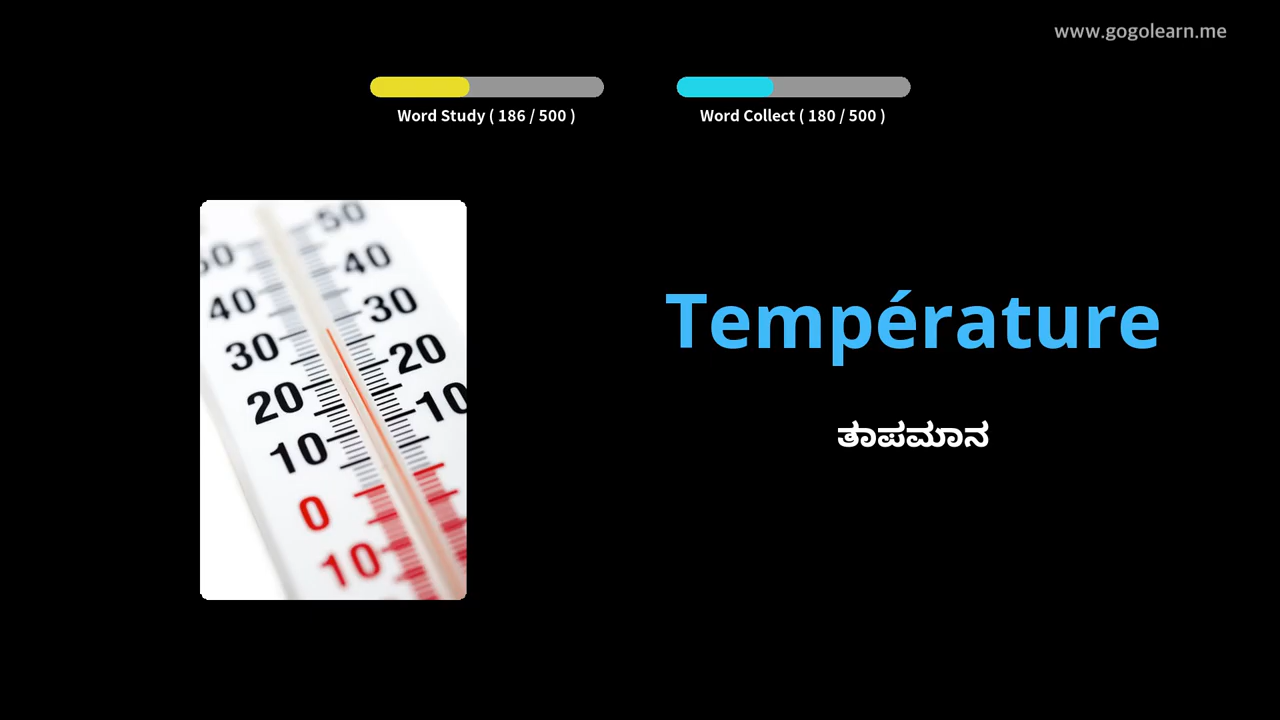 www.gogolearn.me
Word Study ( 186 / 500 )
Word Collect ( 180 / 500 )
50
50
40
40
30
30
20
20
10
10
0
10
Température
ತಾಪಮಾನ